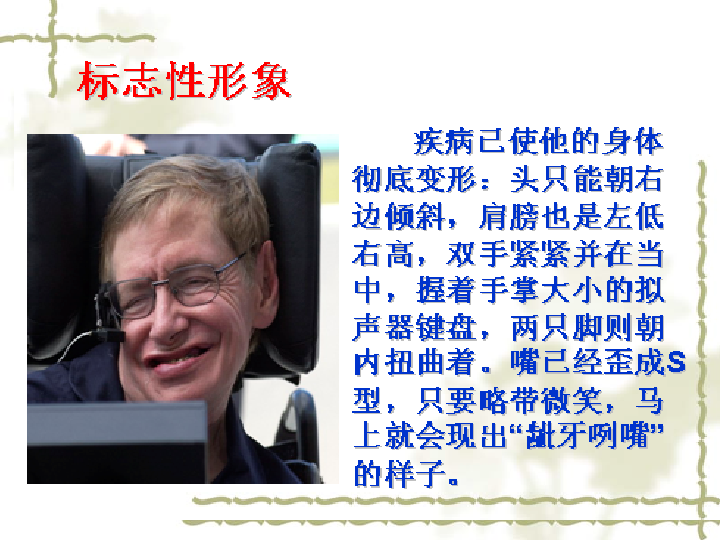 标志性形象
疾病已使他的身体
彻底变形：头只能朝右
边倾斜，肩膀也是左低
右高，双手紧紧并在当
中，握着手掌大小的拟
声器键盘，两只脚则朝
内扭曲着。嘴已经歪成S
型，只要略带微笑，马
上就会现出“龇牙咧嘴”
的样子。